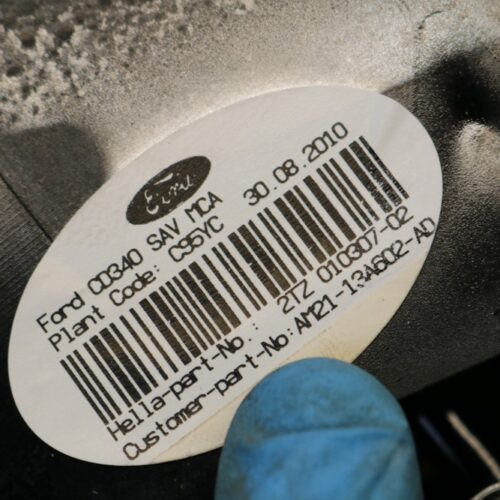 Ford
Ford CD340 SAV MCA 30.08.2010
Plant Code: C95YC
Hella-part-No.: 2TZ 010307-02
Customer-part-No:AM21-13A602-AD